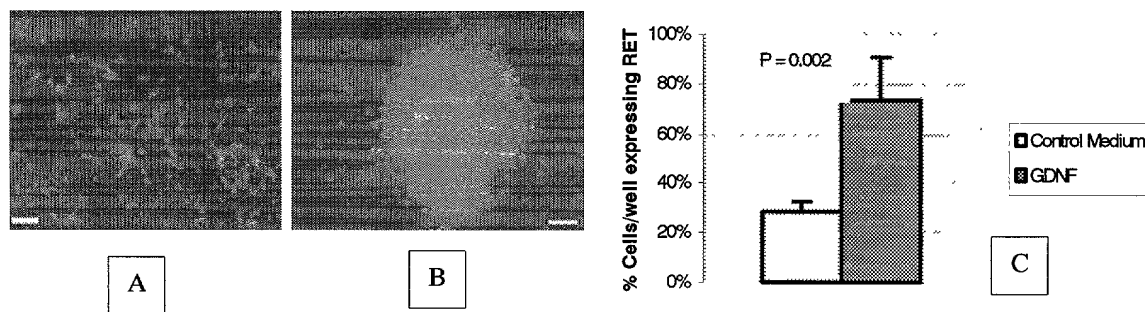 100%
80%
60%
40%
20%
0%
% Cells/well expressing RET
P = 0.002
Control Medium
GDNF
A
B
C